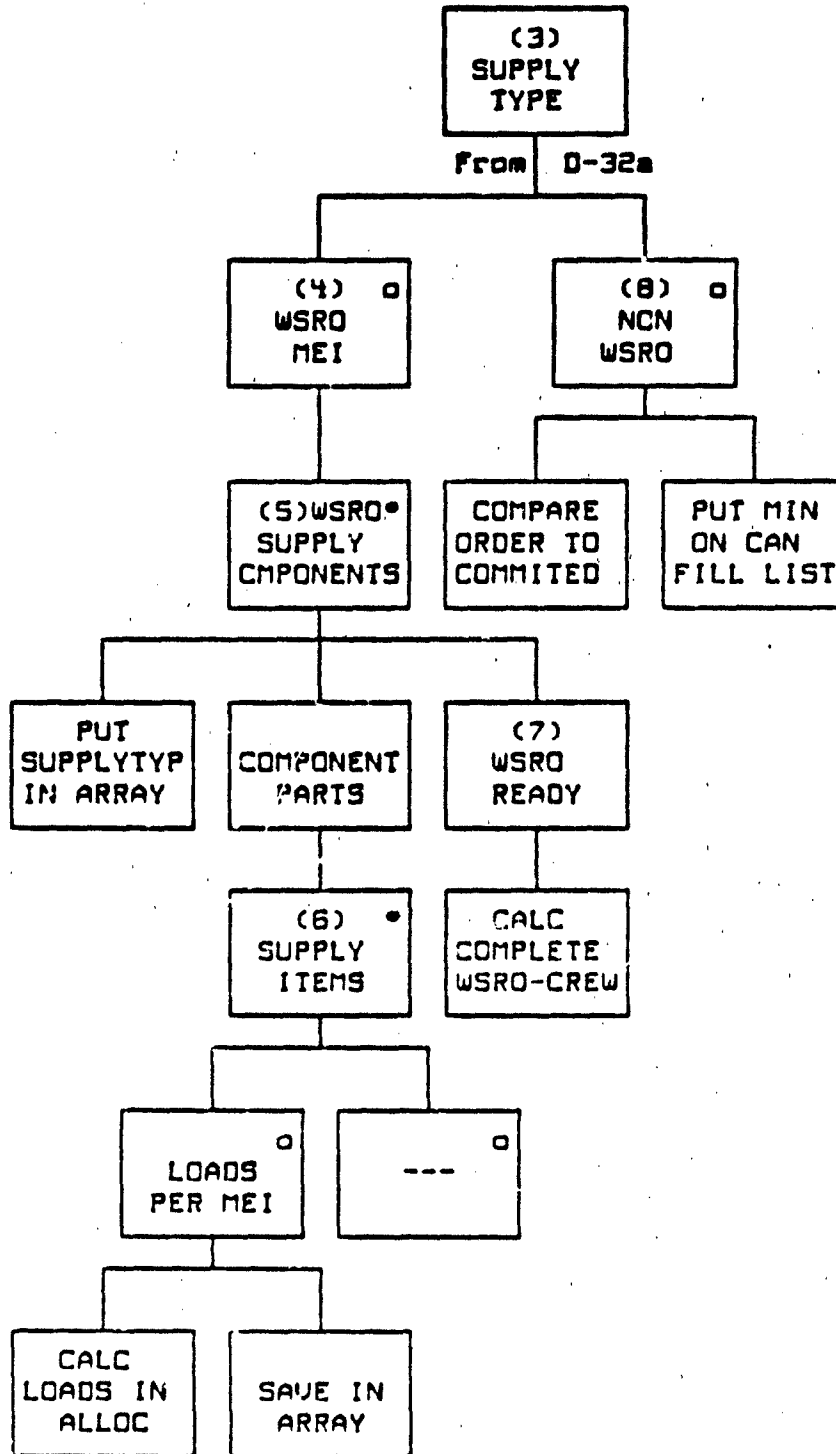 (3)
SUPPLY
TYPE
From D-32a
(4) o
WSRO
MEI
(8) o
NCN
WSRO
(5)WSRO*
SUPPLY
CMPONENTS
COMPARE
ORDER TO
COMMITED
PUT MIN
ON CAN
FILL LIST
PUT
SUPPLYTYP
IN ARRAY
COMPONENT
PARTS
(7)
WSRO
READY
(6) *
SUPPLY
ITEMS
CALC
COMPLETE
WSRO-CREW
o
LOADS
PER MEI
o
---
CALC
LOADS IN
ALLOC
SAVE IN
ARRAY